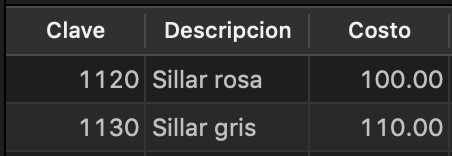 Clave Descripcion Costo
1120 Sillar rosa 100.00
1130 Sillar gris 110.00